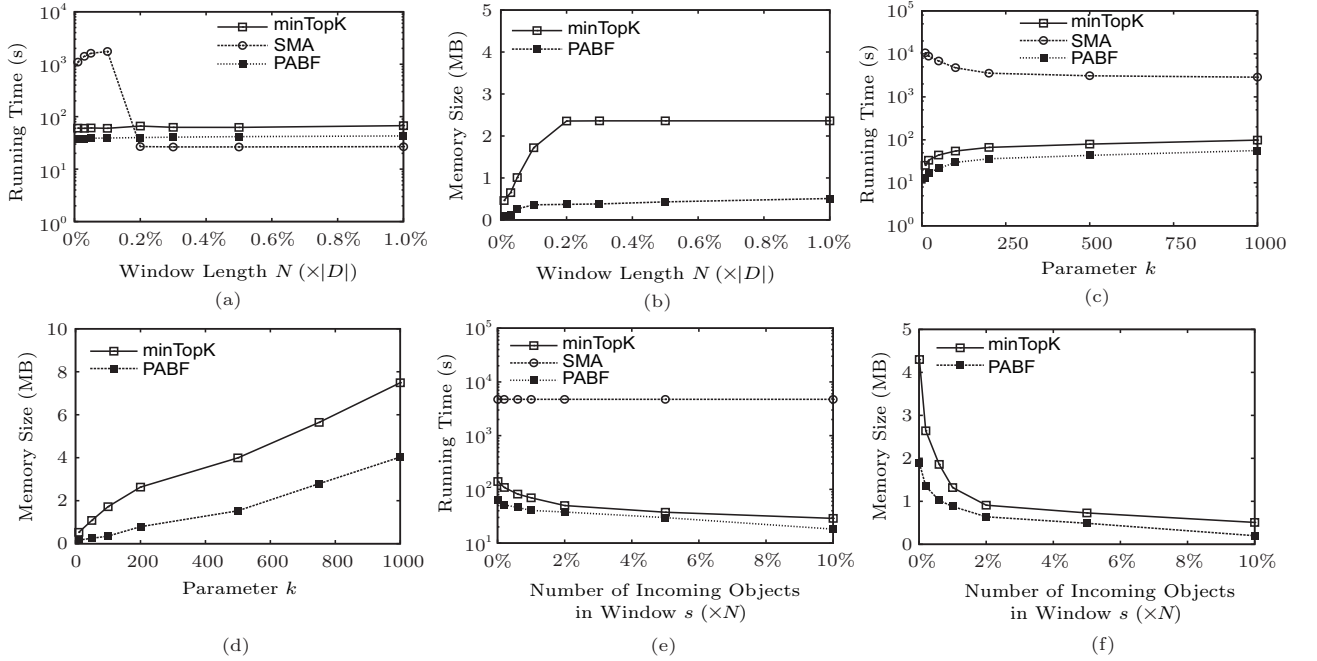 10^4
10^3
10^2
10^1
10^0
Running Time (s)
minTopK
SMA
PABF
0% 0.2% 0.4% 0.6% 0.8% 1.0%
Window Length N (×|D|)
(a)
5
4
3
2
1
0
Memory Size (MB)
minTopK
PABF
0% 0.2% 0.4% 0.6% 0.8% 1.0%
Window Length N (×|D|)
(b)
10^5
10^4
10^3
10^2
10^1
10^0
Running Time (s)
minTopK
SMA
PABF
0 250 500 750 1000
Parameter k
(c)
10
8
6
4
2
0
Memory Size (MB)
minTopK
PABF
0 200 400 600 800 1000
Parameter k
(d)
10^5
10^4
10^3
10^2
10^1
Running Time (s)
minTopK
SMA
PABF
0% 2% 4% 6% 8% 10%
Number of Incoming Objects
in Window s (×N)
(e)
5
4
3
2
1
0
Memory Size (MB)
minTopK
PABF
0% 2% 4% 6% 8% 10%
Number of Incoming Objects
in Window s (×N)
(f)